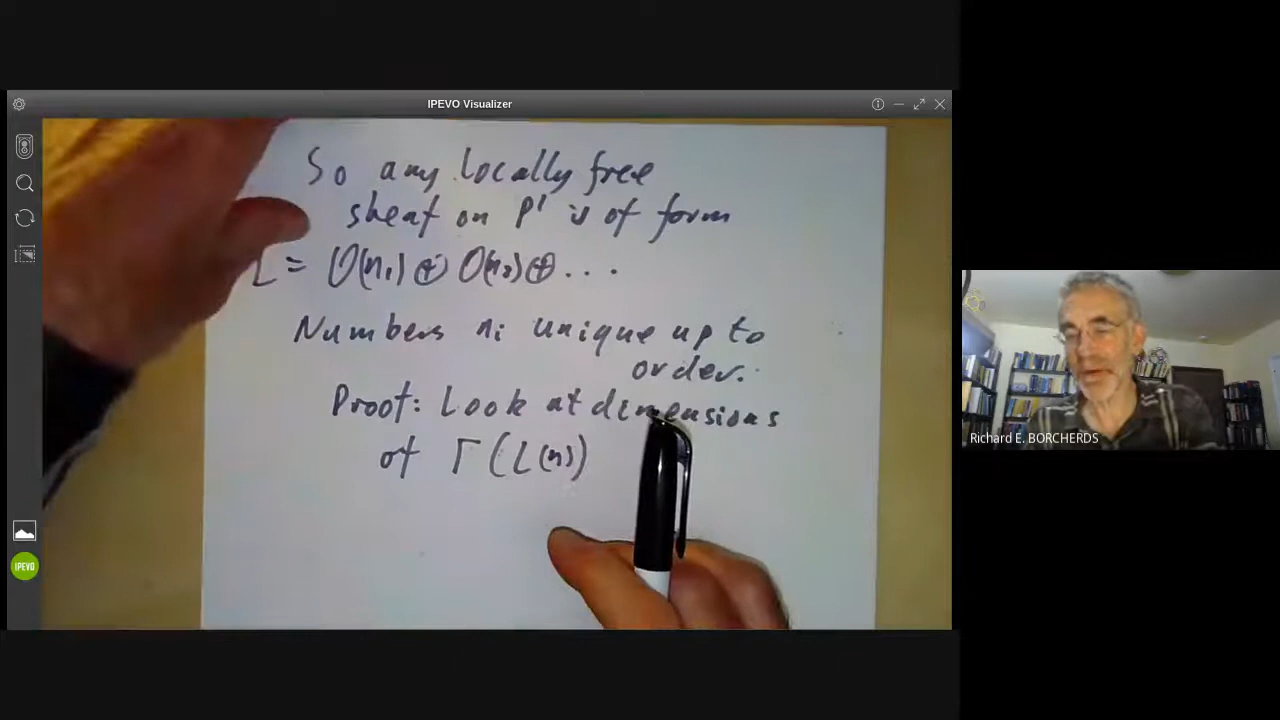 IPEVO Visualizer
So any locally free
sheaf on P¹ is of form
L = O(n₁) ⊕ O(n₂) ⊕ ....
Numbers nᵢ unique up to
order.
Proof: Look at dimensions
of Γ(L(n))
Richard E. BORCHERDS
IPEVO